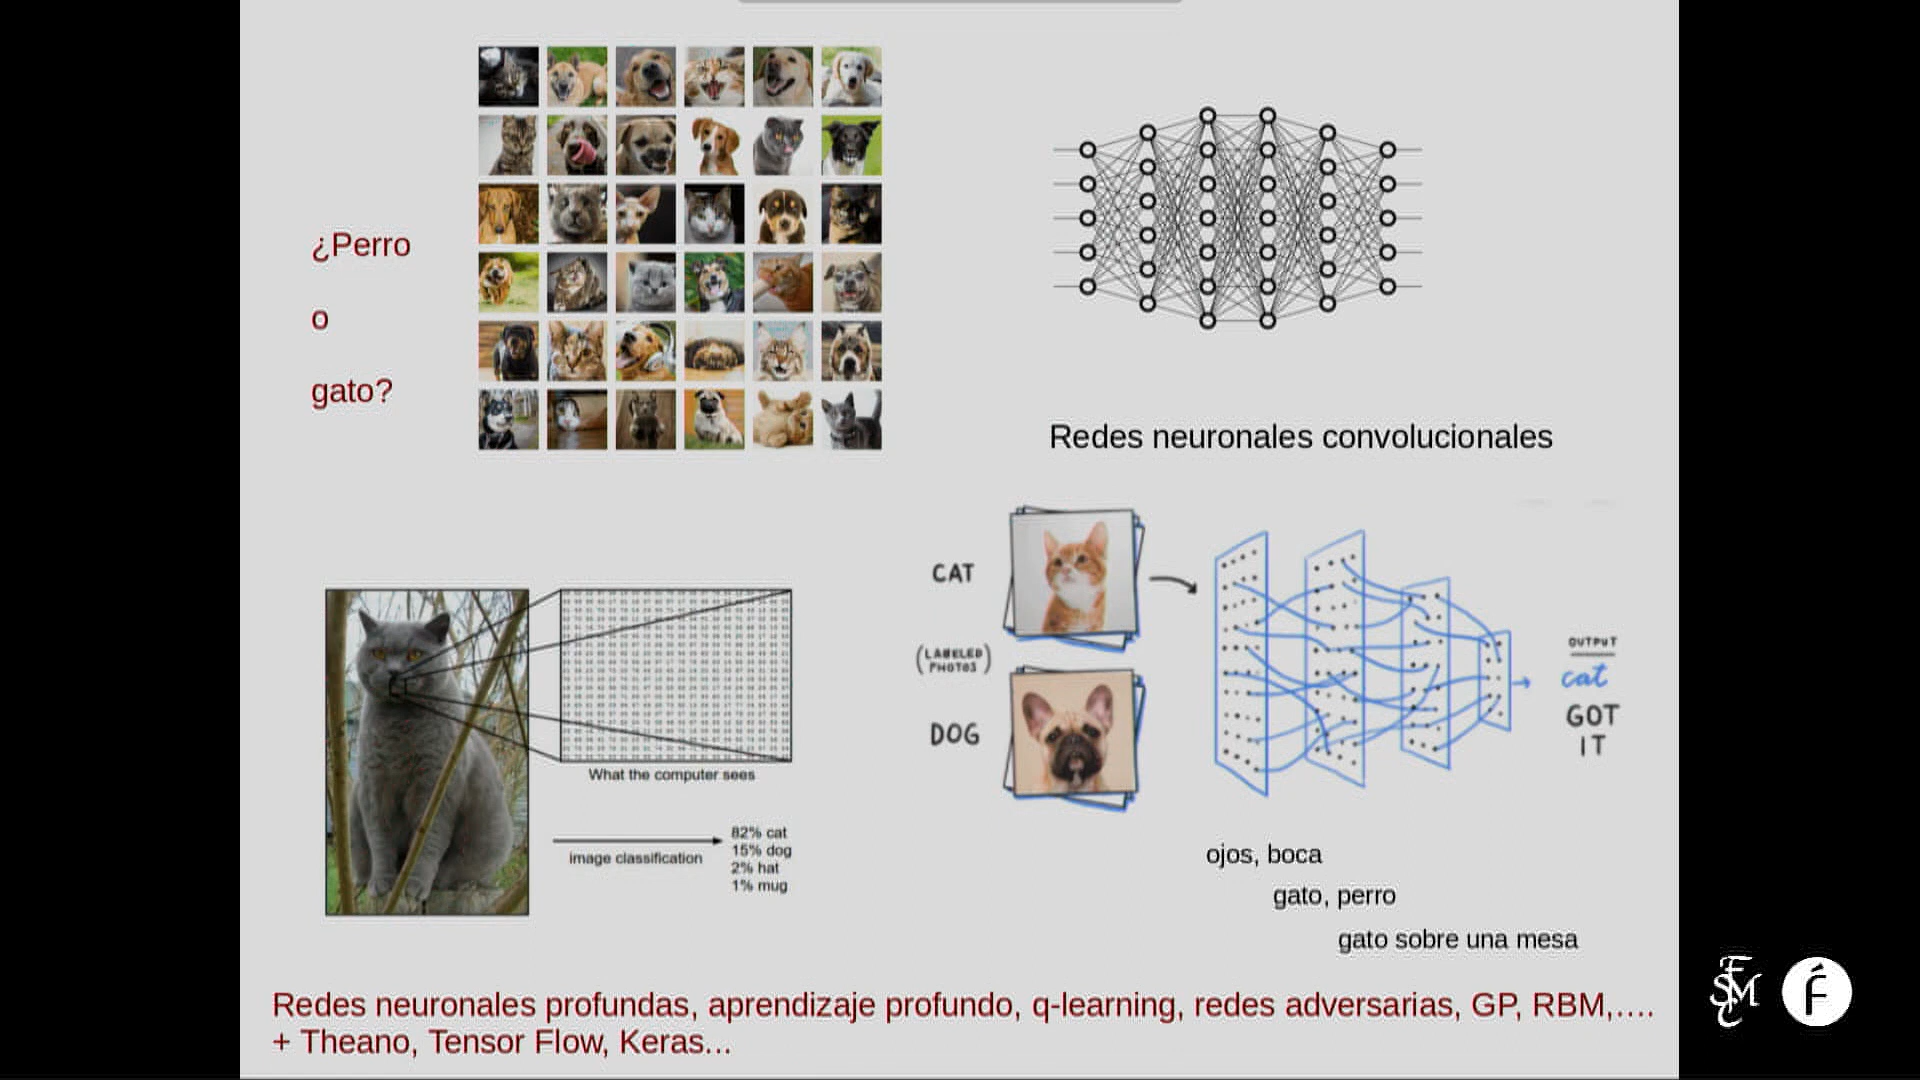 ¿Perro
o
gato?
Redes neuronales convolucionales
CAT
(LABELED
PHOTOS)
DOG
OUTPUT
cat
GOT
IT
What the computer sees
image classification
82% cat
15% dog
2% hat
1% mug
ojos, boca
gato, perro
gato sobre una mesa
Redes neuronales profundas, aprendizaje profundo, q-learning, redes adversarias, GP, RBM,....
+ Theano, Tensor Flow, Keras...
É